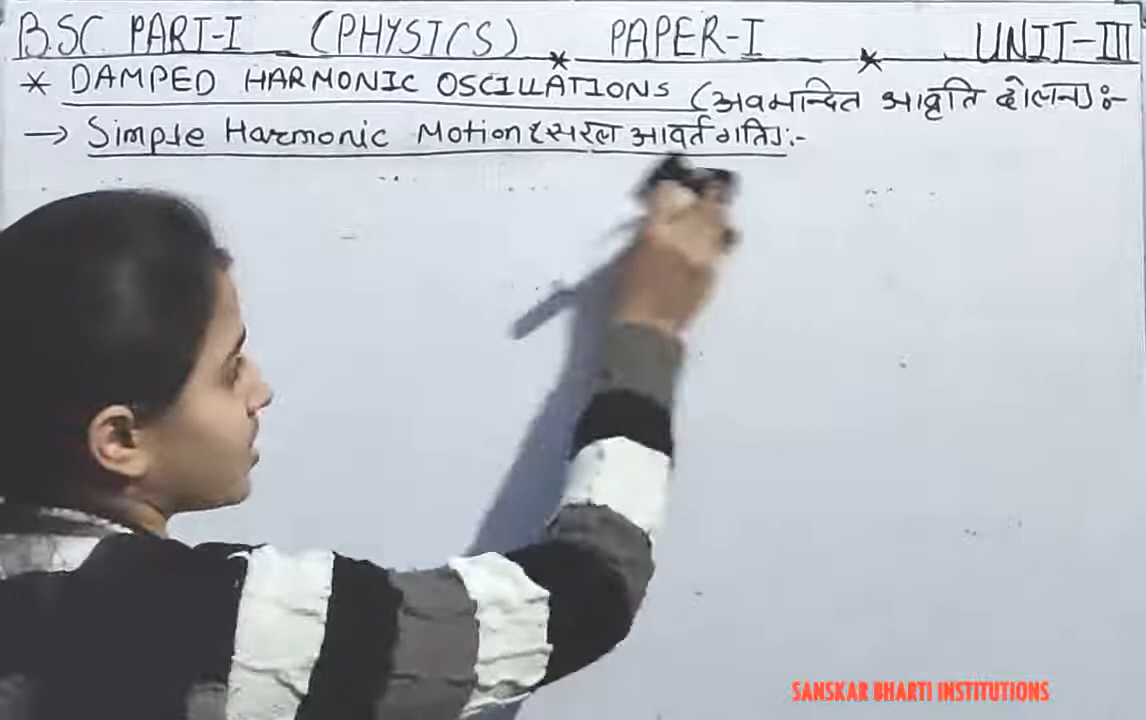 B.SC. PART-I (PHYSICS) * PAPER-I * UNIT-III
* DAMPED HARMONIC OSCILLATIONS (अवमन्दित आवृति दोलन) :-
→ Simple Harmonic Motion (सरल आवर्त गति) :-
SANSKAR BHARTI INSTITUTIONS